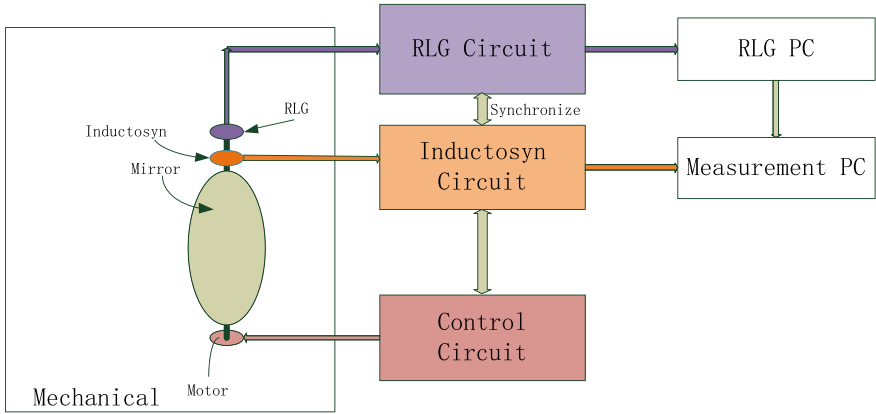 RLG Circuit
RLG PC
RLG
Synchronize
Inductosyn
Mirror
Inductosyn
Circuit
Measurement PC
Control
Circuit
Motor
Mechanical